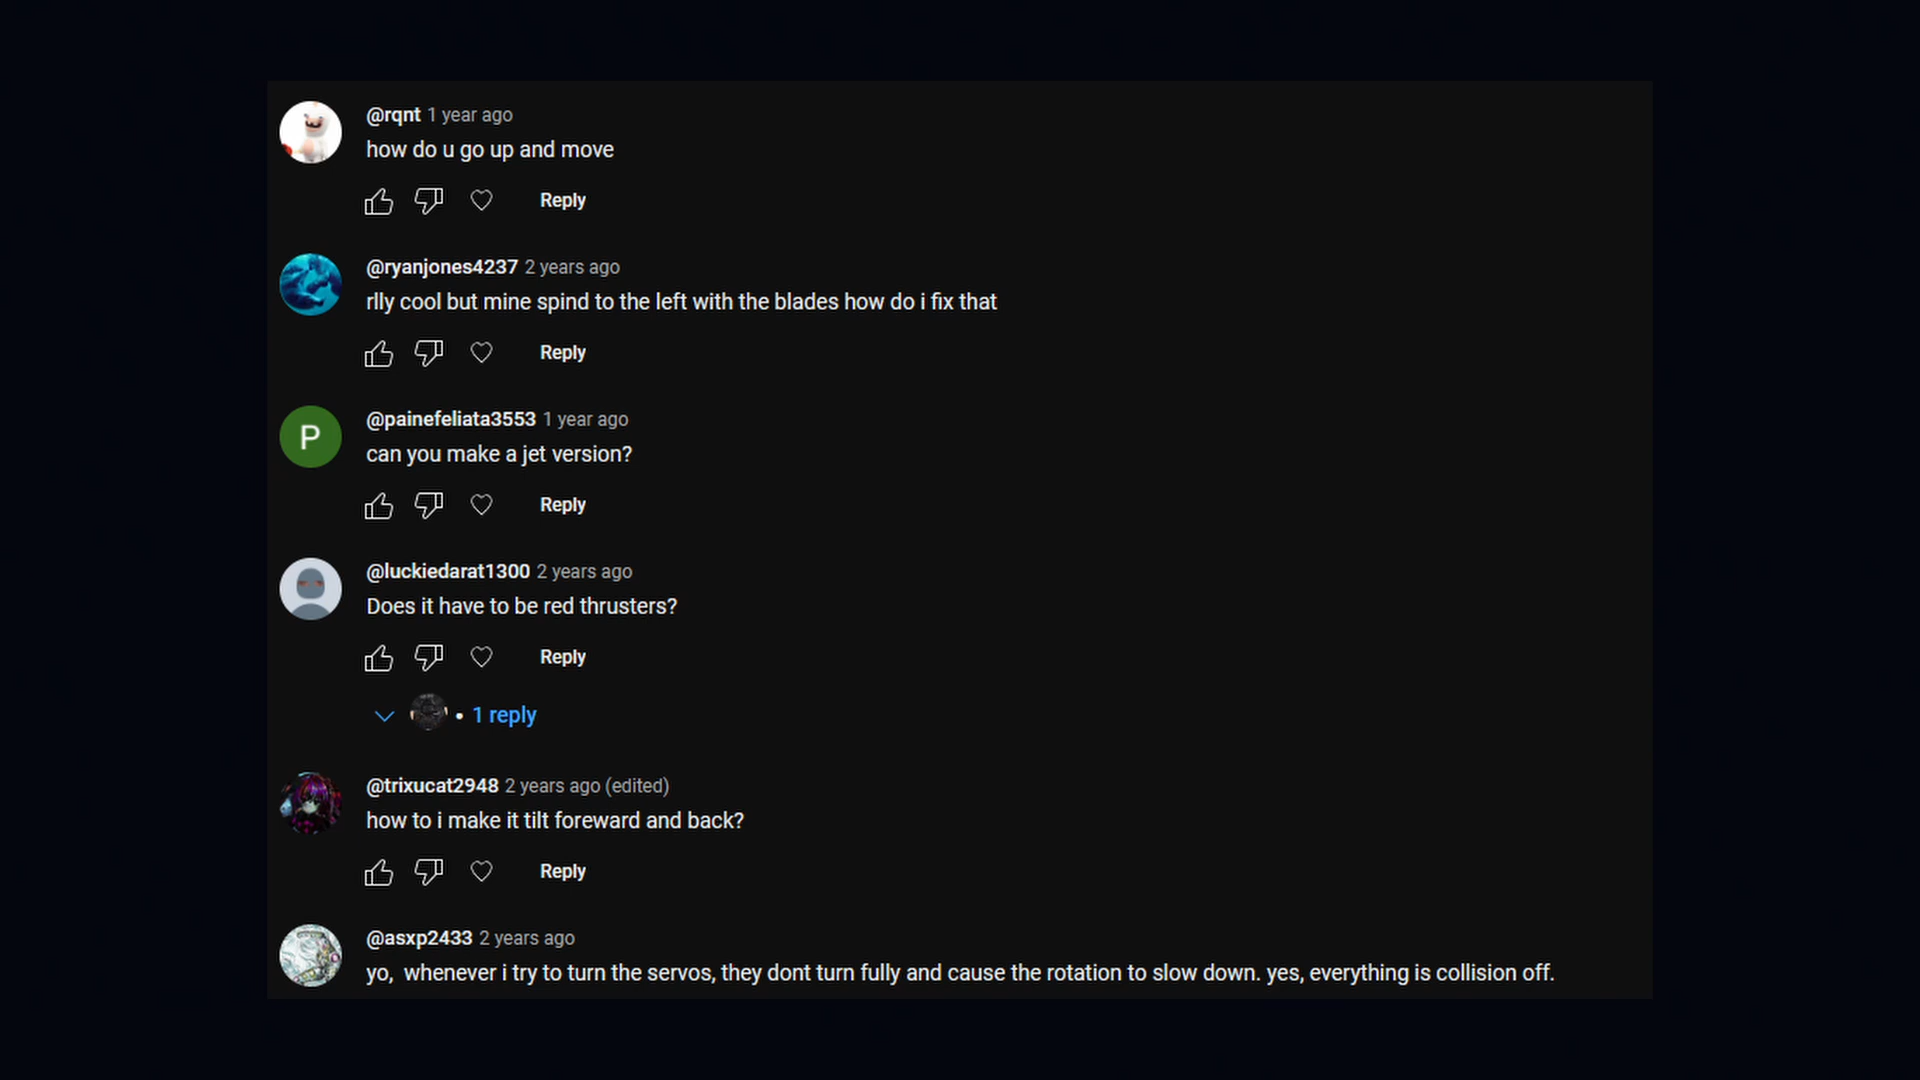 @rqnt 1 year ago
how do u go up and move
Reply
@ryanjones4237 2 years ago
rlly cool but mine spind to the left with the blades how do i fix that
Reply
P
@painefeliata3553 1 year ago
can you make a jet version?
Reply
@luckiedarat1300 2 years ago
Does it have to be red thrusters?
Reply
• 1 reply
@trixucat2948 2 years ago (edited)
how to i make it tilt foreward and back?
Reply
@asxp2433 2 years ago
yo,  whenever i try to turn the servos, they dont turn fully and cause the rotation to slow down. yes, everything is collision off.